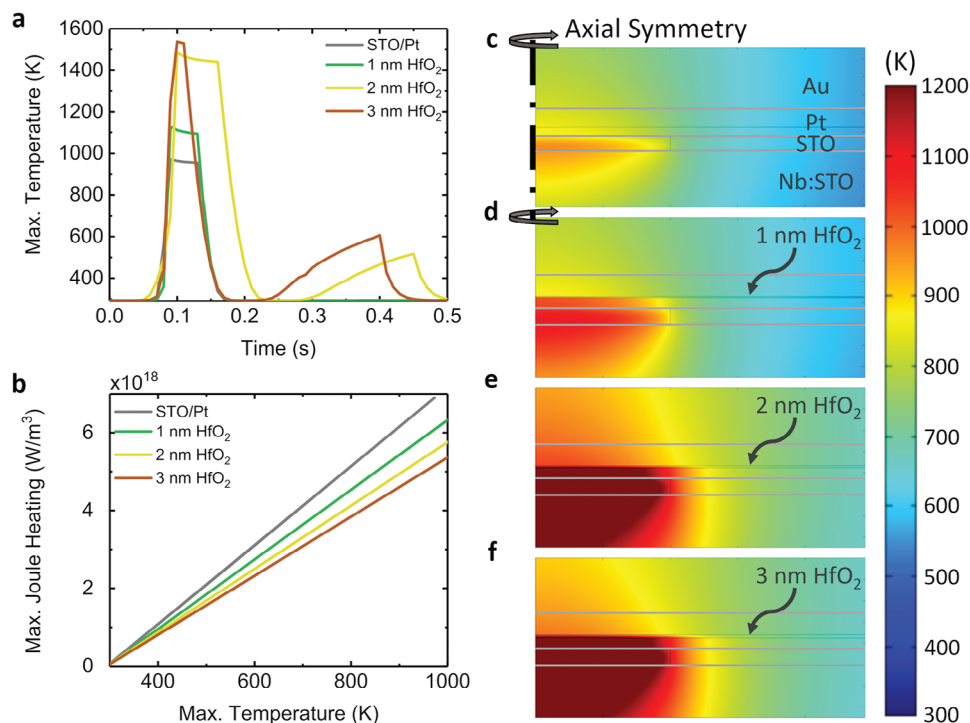 a
1600
1400
1200
1000
800
600
400
Max. Temperature (K)
STO/Pt
1 nm HfO₂
2 nm HfO₂
3 nm HfO₂
0.0 0.1 0.2 0.3 0.4 0.5
Time (s)
b
x10¹⁸
6
4
2
0
Max. Joule Heating (W/m³)
STO/Pt
1 nm HfO₂
2 nm HfO₂
3 nm HfO₂
400 600 800 1000
Max. Temperature (K)
c
Axial Symmetry
Au
Pt
STO
Nb:STO
d
1 nm HfO₂
e
2 nm HfO₂
f
3 nm HfO₂
(K)
1200
1100
1000
900
800
700
600
500
400
300